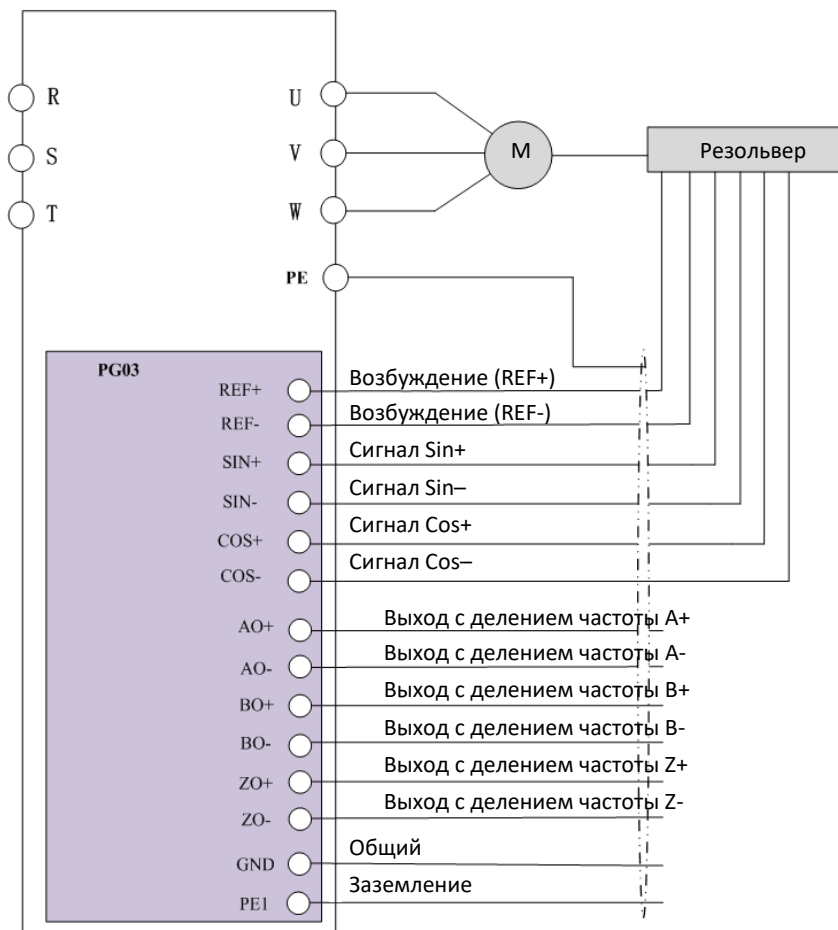 R
U
S
V
M
Резольвер
T
W
PE
PG03
REF+
Возбуждение (REF+)
REF-
Возбуждение (REF-)
SIN+
Сигнал Sin+
SIN-
Сигнал Sin–
COS+
Сигнал Cos+
COS-
Сигнал Cos–
AO+
Выход с делением частоты A+
AO-
Выход с делением частоты A-
BO+
Выход с делением частоты B+
BO-
Выход с делением частоты B-
ZO+
Выход с делением частоты Z+
ZO-
Выход с делением частоты Z-
GND
Общий
PE1
Заземление